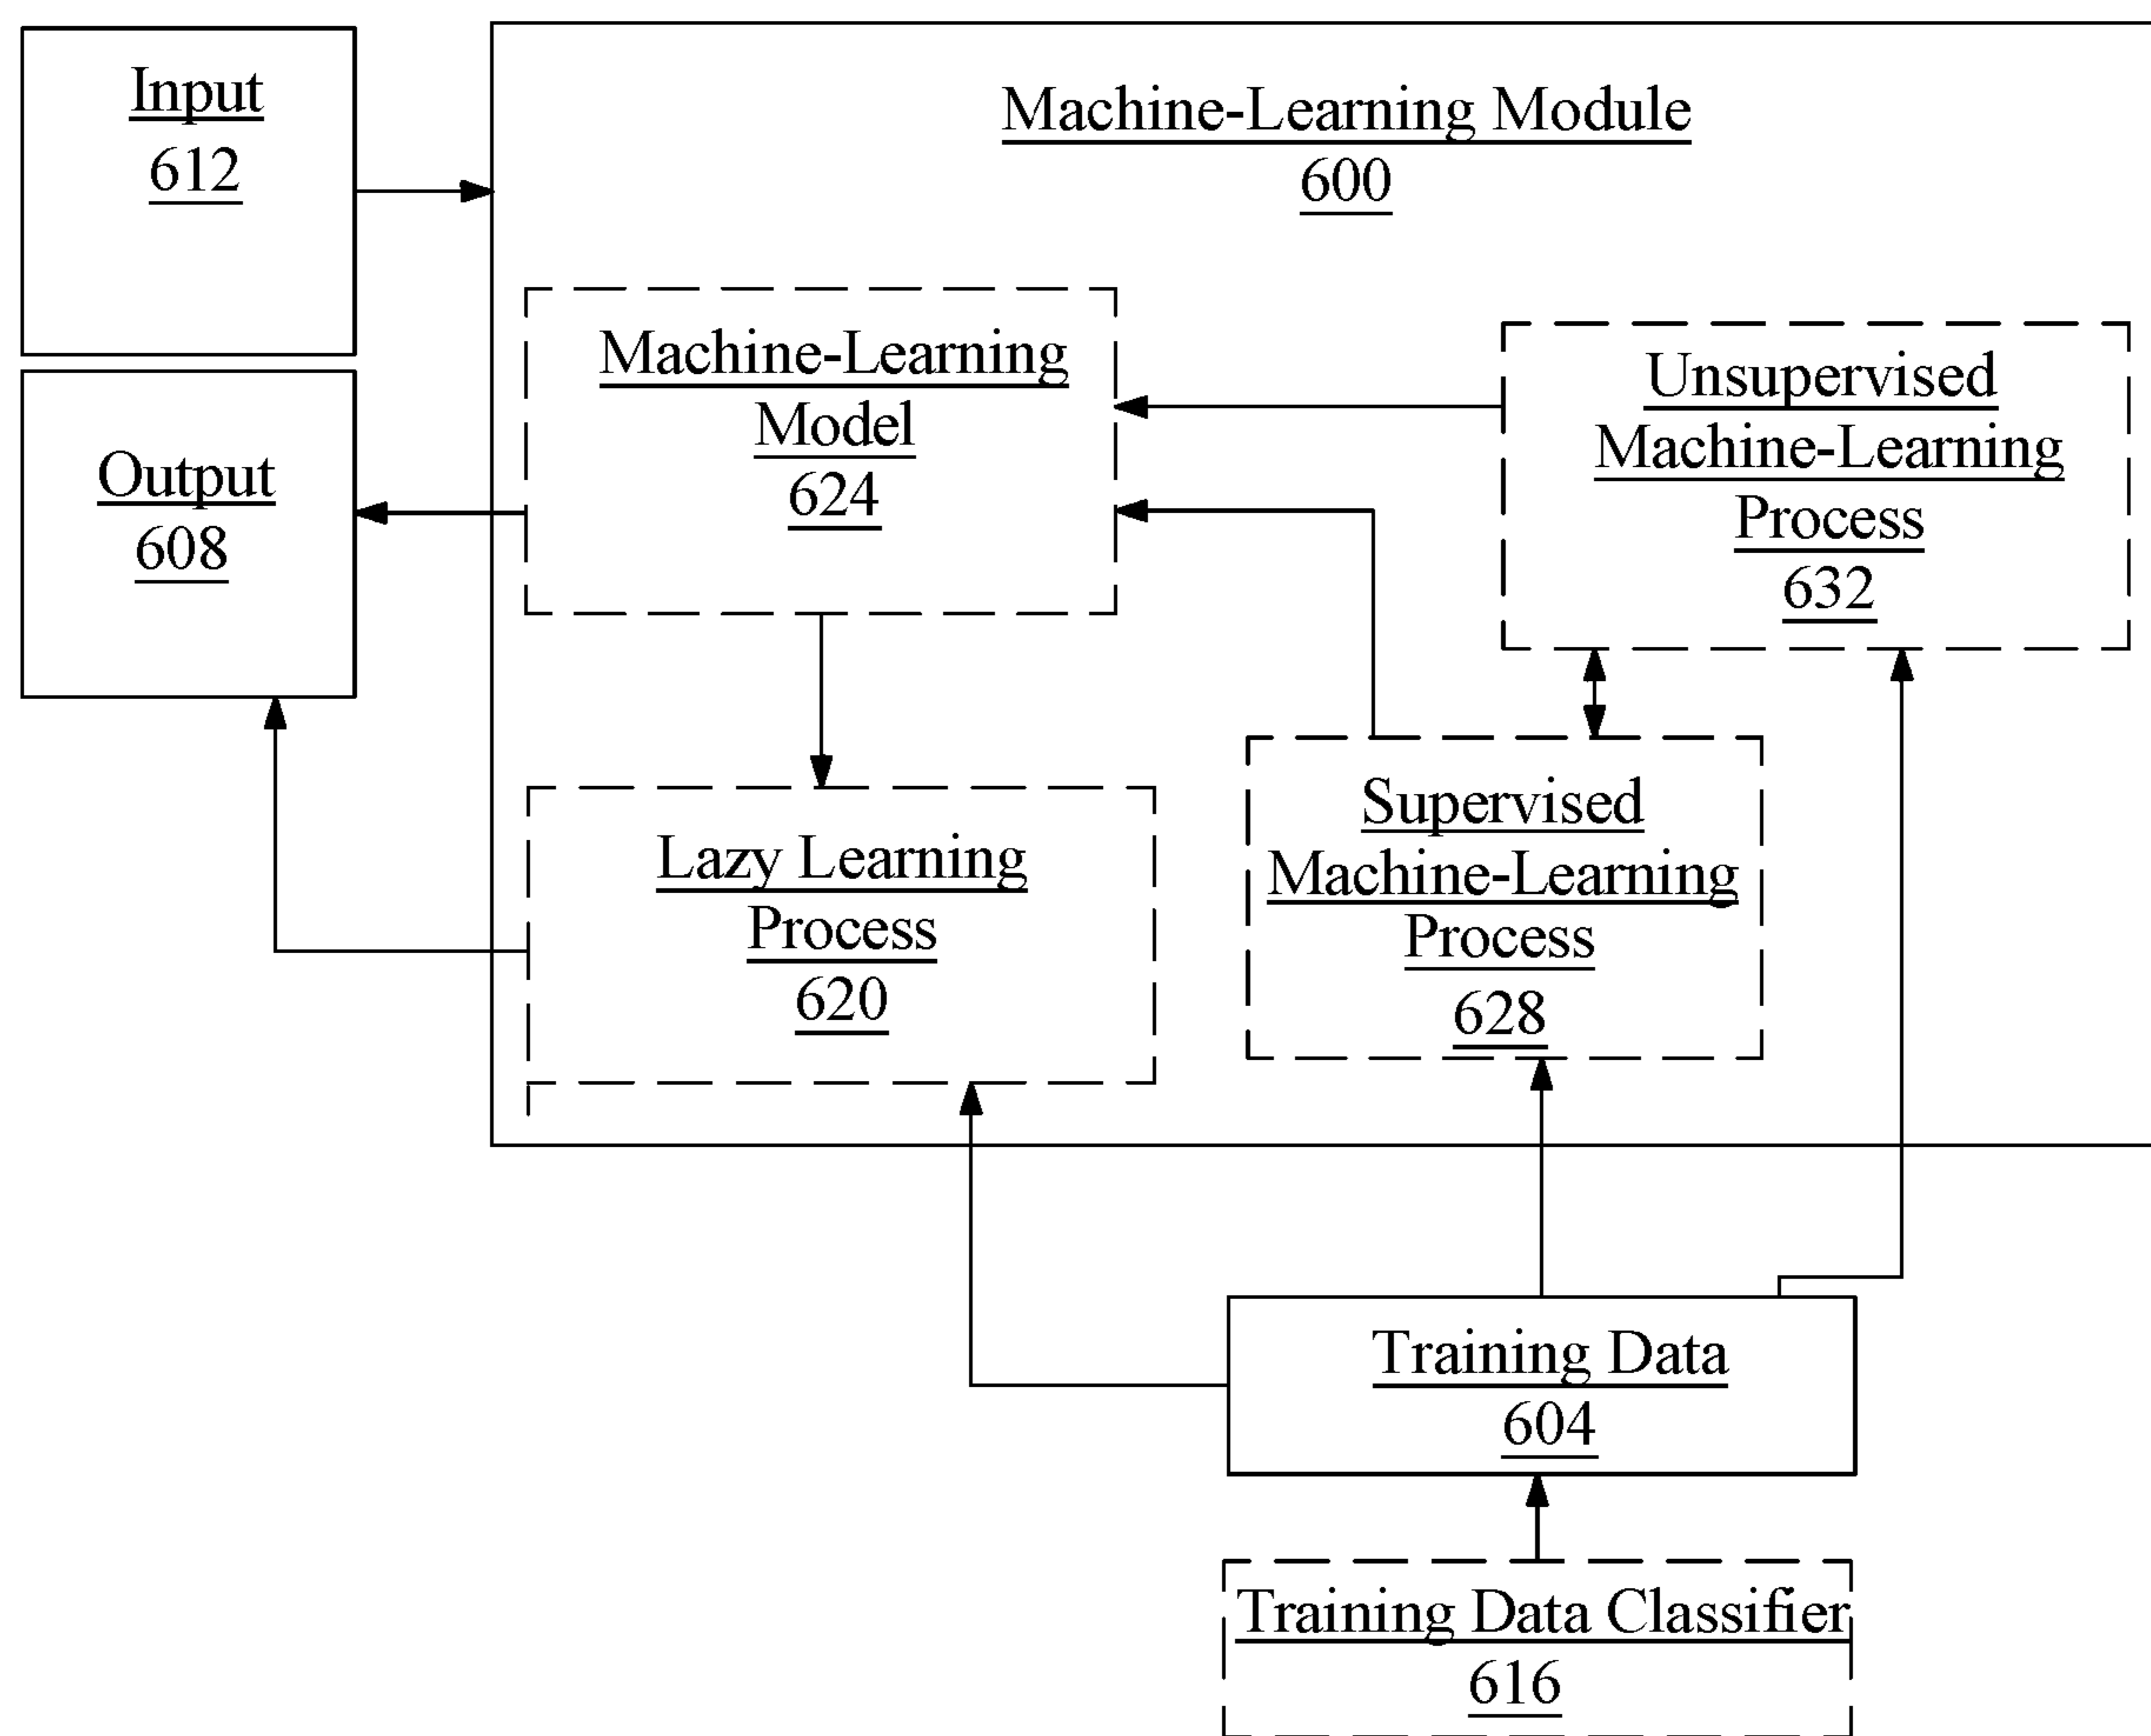 Input
612
Machine-Learning Module
600
Output
608
Machine-Learning
Model
624
Unsupervised
Machine-Learning
Process
632
Lazy Learning
Process
620
Supervised
Machine-Learning
Process
628
Training Data
604
Training Data Classifier
616